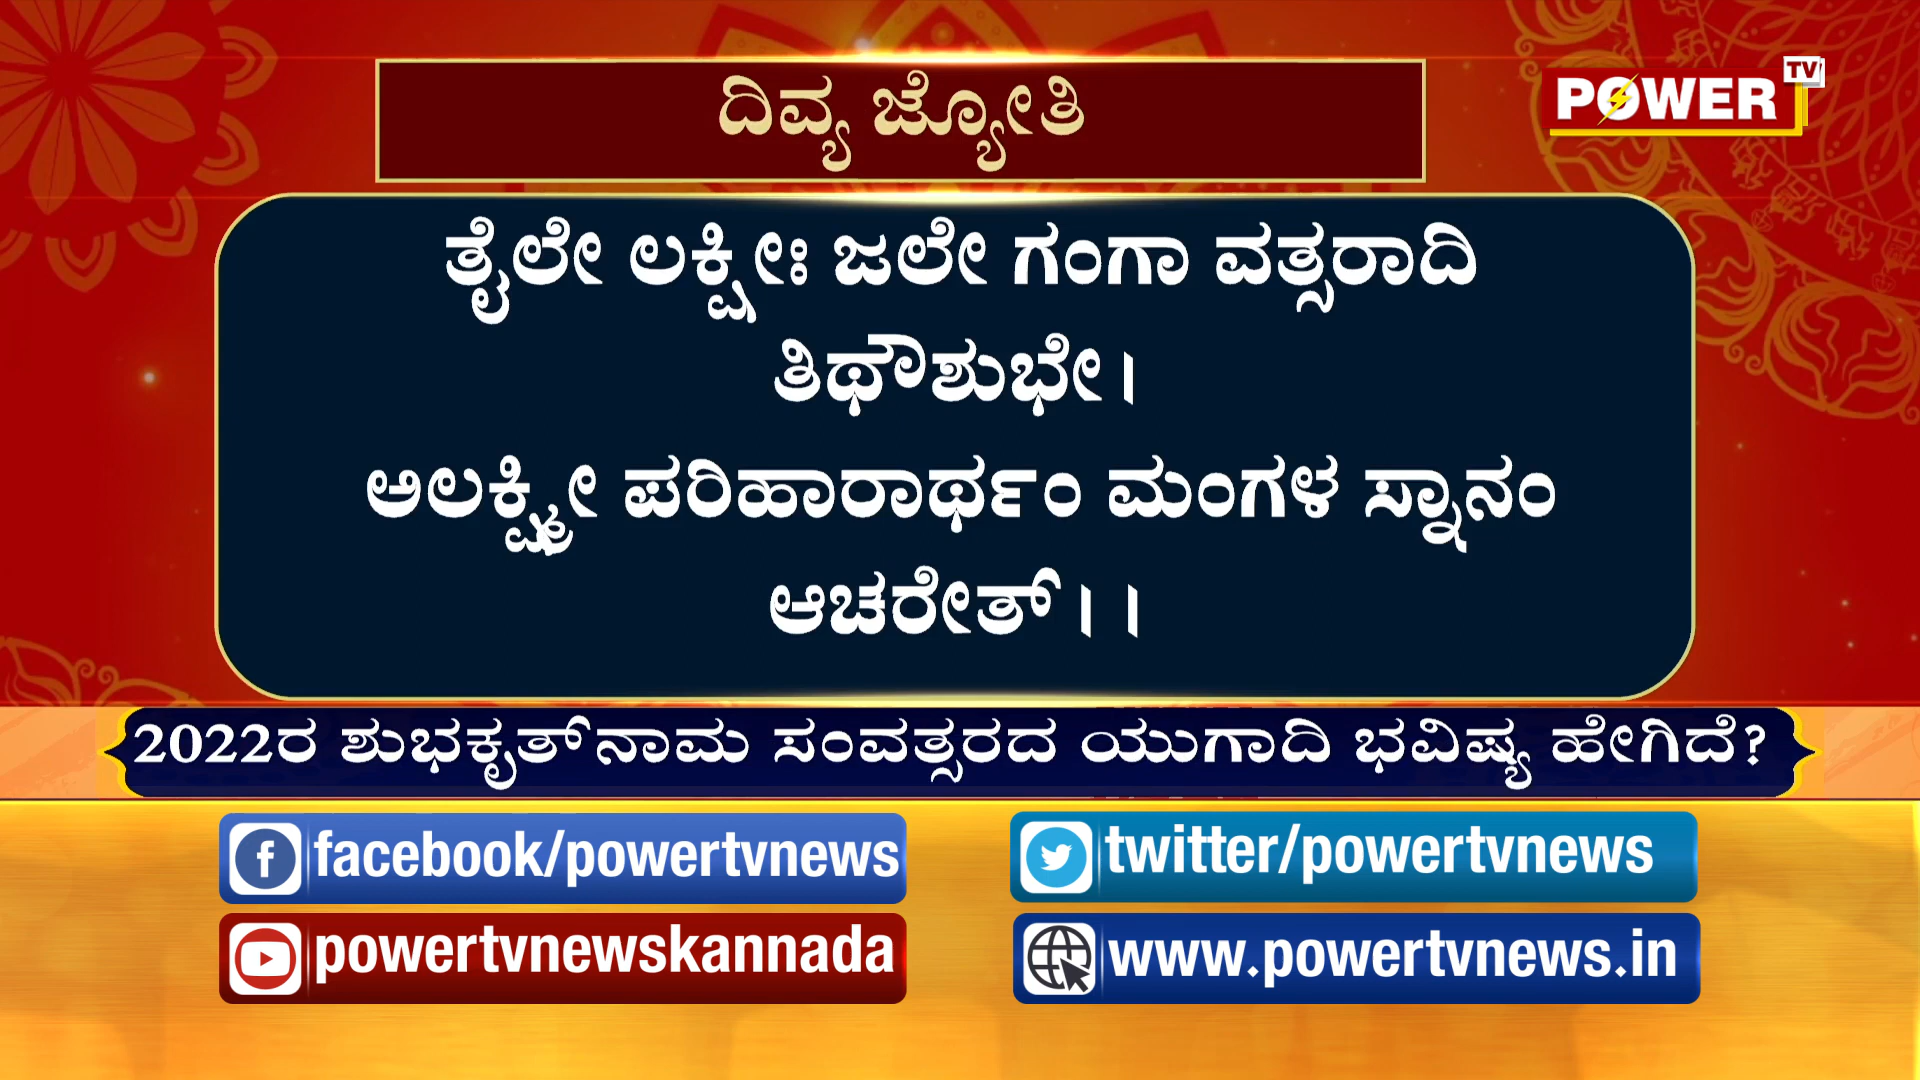 ದಿವ್ಯ ಜ್ಯೋತಿ
POWER TV
ತೈಲೇ ಲಕ್ಷೀಃ ಜಲೇ ಗಂಗಾ ವತ್ಸರಾದಿ
ತಿಥೌಶುಭೇ।
ಅಲಕ್ಷ್ಮ್ರೀ ಪರಿಹಾರಾರ್ಥಂ ಮಂಗಳ ಸ್ನಾನಂ
ಆಚರೇತ್।।
2022ರ ಶುಭಕೃತ್‌ನಾಮ ಸಂವತ್ಸರದ ಯುಗಾದಿ ಭವಿಷ್ಯ ಹೇಗಿದೆ?
facebook/powertvnews
twitter/powertvnews
powertvnewskannada
www.powertvnews.in